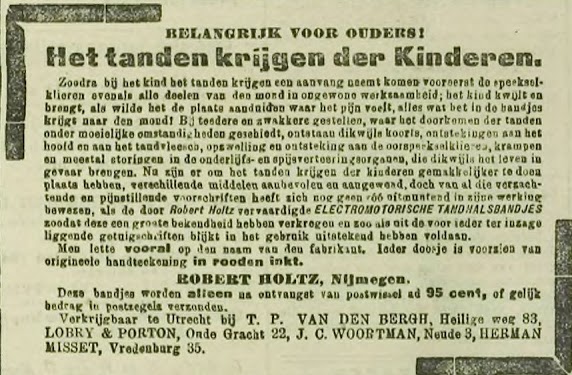 BELANGRIJK VOOR OUDERS!
Het tanden krijgen der Kinderen.
Zoodra bij het kind het tanden krijgen een aanvang neemt komen vooreerst de speeksel-
klieren evenals alle deelen van den mond in ongewone werkzaamheid; het kind kwijlt en
brengt, als wilde het de plaats aanduiden waar het pijn voelt, alles wat het in de handjes
krijgt naar den mond! Bij teedere en zwakkere gestellen, waar het doorkomen der tanden
onder moeielijke omstandigheden geschiedt, ontstaan dikwijls koorts, ontstekingen aan het
hoofd en aan het tandvleesch, opzwelling en ontsteking aan de oorspeekselklieren, krampen
en meestal storingen in de onderlijfs- en spijsverteeringsorganen, die dikwijls het leven in
gevaar brengen. Nu zijn er om het tanden krijgen der kinderen gemakkelijker te doen
plaats hebben, verschillende middelen aanbevolen en aangewend, doch van al die verzach-
tende en pijnstillende voorschriften heeft zich nog geen zóó uitmuntend in zijne werking
bewezen, als de door Robert Holtz vervaardigde ELECTROMOTORISCHE TANDHALSBANDJES
zoodat deze een groote bekendheid hebben verkregen en zoo als uit de voor ieder ter inzage
liggende getuigschriften blijkt in het gebruik uitstekend hebben voldaan.
Men lette vooral op den naam van den fabrikant. Ieder doosje is voorzien van
origineele handteekening in rooden inkt.
ROBERT HOLTZ, Nijmegen.
Deze bandjes worden alleen na ontvangst van postwissel ad 95 cent, of gelijk
bedrag in postzegels verzonden.
Verkrijgbaar te Utrecht bij T. P. VAN DEN BERGH, Heilige weg 83,
LOBRY & PORTON, Oude Gracht 22, J. C. WOORTMAN, Neude 3, HERMAN
MISSET, Vredenburg 35.